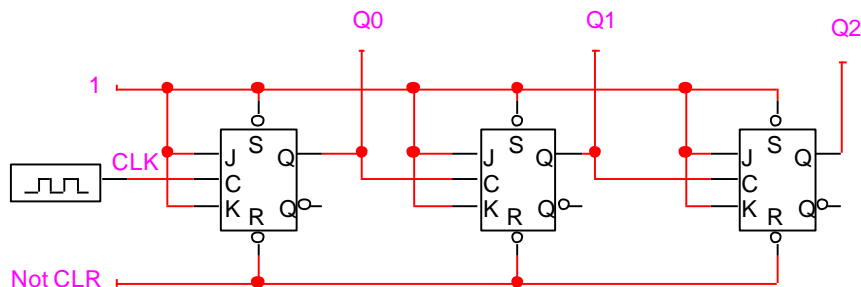 Q0 Q1 Q2
1
S S S
J Q J Q J Q
CLK
C C C
K Q K Q K Q
R R R
Not CLR